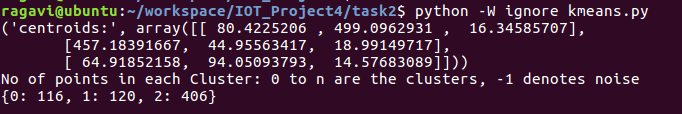 ragavi@ubuntu:~/workspace/IOT_Project4/task2$ python -W ignore kmeans.py
('centroids:', array([[ 80.4225206 , 499.0962931 ,  16.34585707],
       [457.18391667,  44.95563417,  18.99149717],
       [ 64.91852158,  94.05093793,  14.57683089]]))
No of points in each Cluster: 0 to n are the clusters, -1 denotes noise
{0: 116, 1: 120, 2: 406}